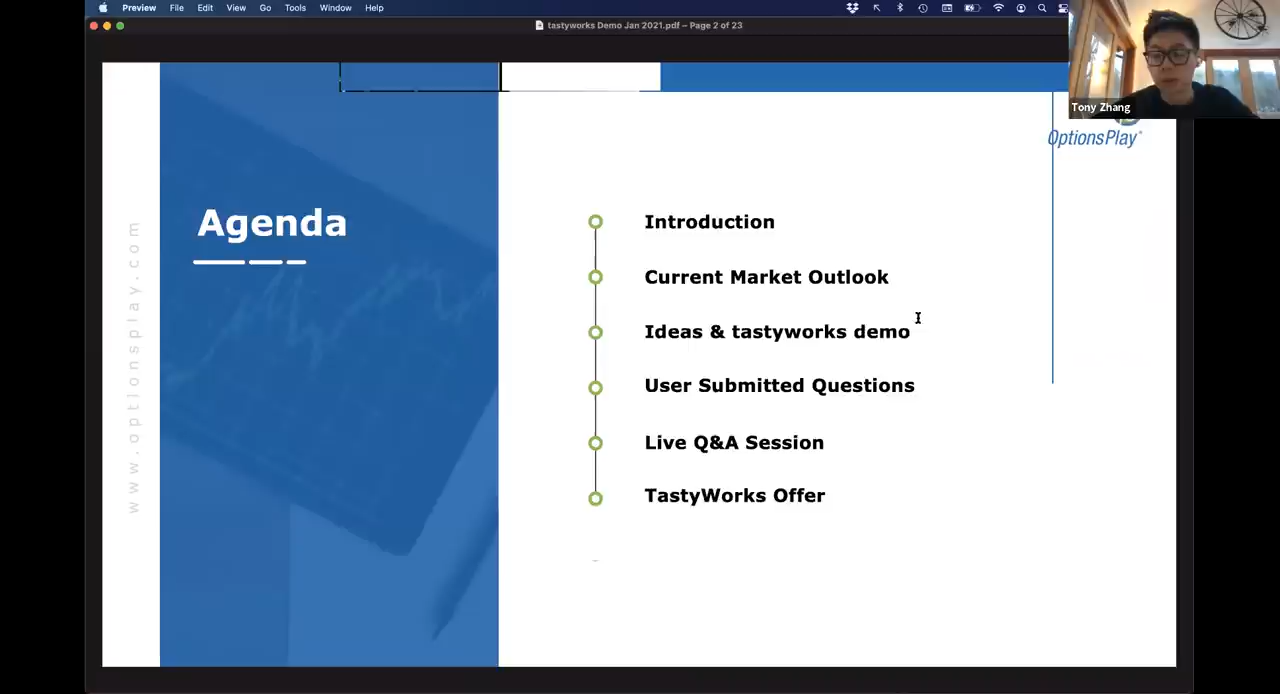 Preview File Edit View Go Tools Window Help
tastyworks Demo Jan 2021.pdf – Page 2 of 23
Tony Zhang
OptionsPlay
Agenda
www.optionsplay.com
Introduction
Current Market Outlook
Ideas & tastyworks demo
User Submitted Questions
Live Q&A Session
TastyWorks Offer